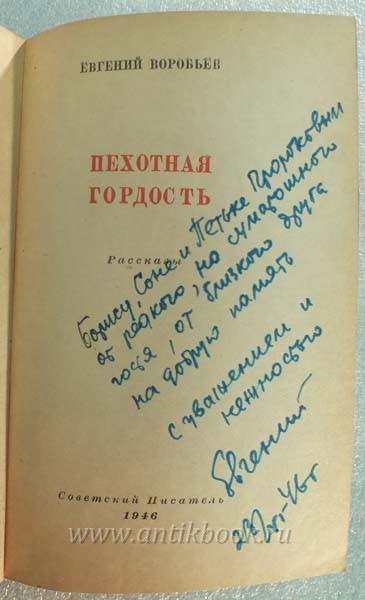 ЕВГЕНИЙ ВОРОБЬЕВ
ПЕХОТНАЯ
ГОРДОСТЬ
Рассказы
Борису, Соне и Петьке Пророковым
от редкого, но сумасшедшего
гостя, от близкого друга
на добрую память
с уважением и
нежностью
Евгений
Советский Писатель
1946
www.antikbook.ru